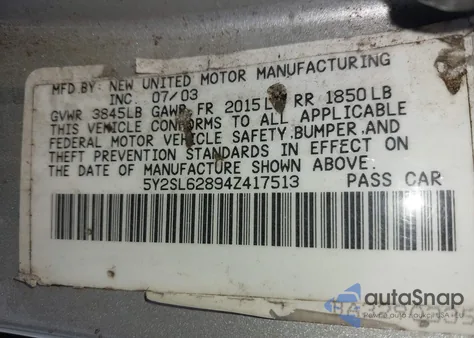 MFD BY: NEW UNITED MOTOR MANUFACTURING
INC. 07/03
GVWR 3845LB GAWR FR 2015L RR 1850LB
THIS VEHICLE CONFORMS TO ALL APPLICABLE
FEDERAL MOTOR VEHICLE SAFETY,BUMPER,AND
THEFT PREVENTION STANDARDS IN EFFECT ON
THE DATE OF MANUFACTURE SHOWN ABOVE.
5Y2SL62894Z417513 PASS CAR
autoSnap